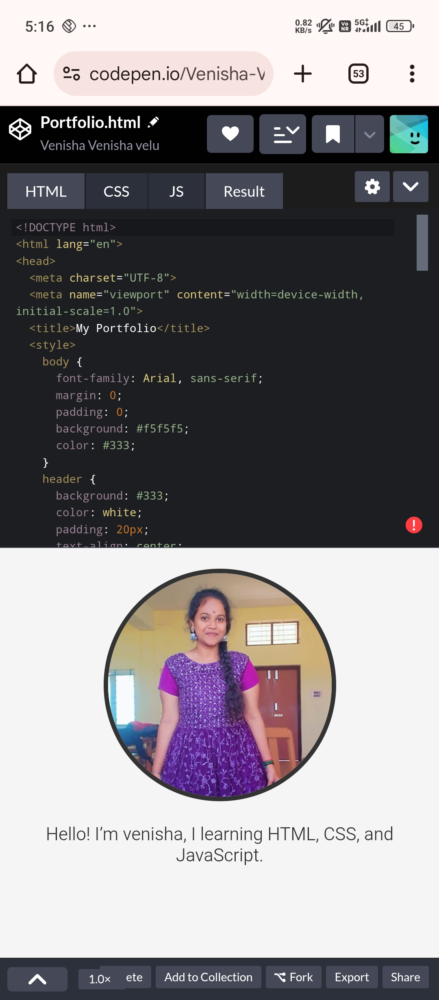 5:16 ...
0.82
KB/s
Vo
NR
5G+
45
codepen.io/Venisha-V
53
Portfolio.html
Venisha Venisha velu
HTML CSS JS Result
<!DOCTYPE html>
<html lang="en">
<head>
  <meta charset="UTF-8">
  <meta name="viewport" content="width=device-width,
initial-scale=1.0">
  <title>My Portfolio</title>
  <style>
    body {
      font-family: Arial, sans-serif;
      margin: 0;
      padding: 0;
      background: #f5f5f5;
      color: #333;
    }
    header {
      background: #333;
      color: white;
      padding: 20px;
      text-align: center;
Hello! I’m venisha, I learning HTML, CSS, and
JavaScript.
1.0× ete Add to Collection Fork Export Share